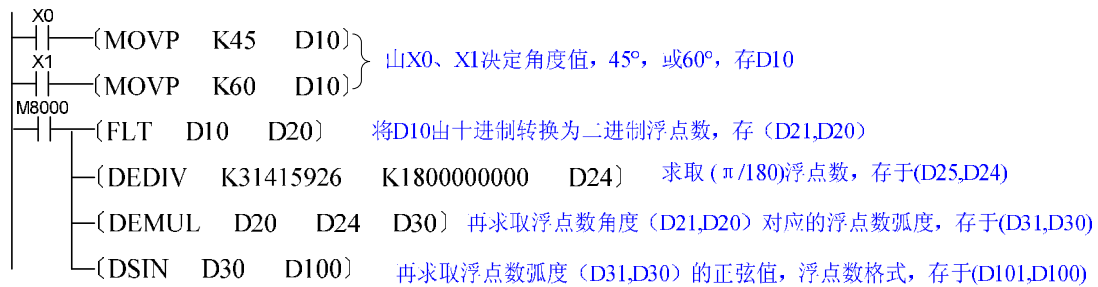 X0
(MOVP K45 D10)
X1
(MOVP K60 D10)
由X0、X1决定角度值，45°，或60°，存D10
M8000
(FLT D10 D20) 将D10由十进制转换为二进制浮点数，存（D21,D20）
(DEDIV K31415926 K1800000000 D24) 求取(π/180)浮点数，存于(D25,D24)
(DEMUL D20 D24 D30) 再求取浮点数角度（D21,D20）对应的浮点数弧度，存于(D31,D30)
(DSIN D30 D100) 再求取浮点数弧度（D31,D30）的正弦值，浮点数格式，存于(D101,D100)